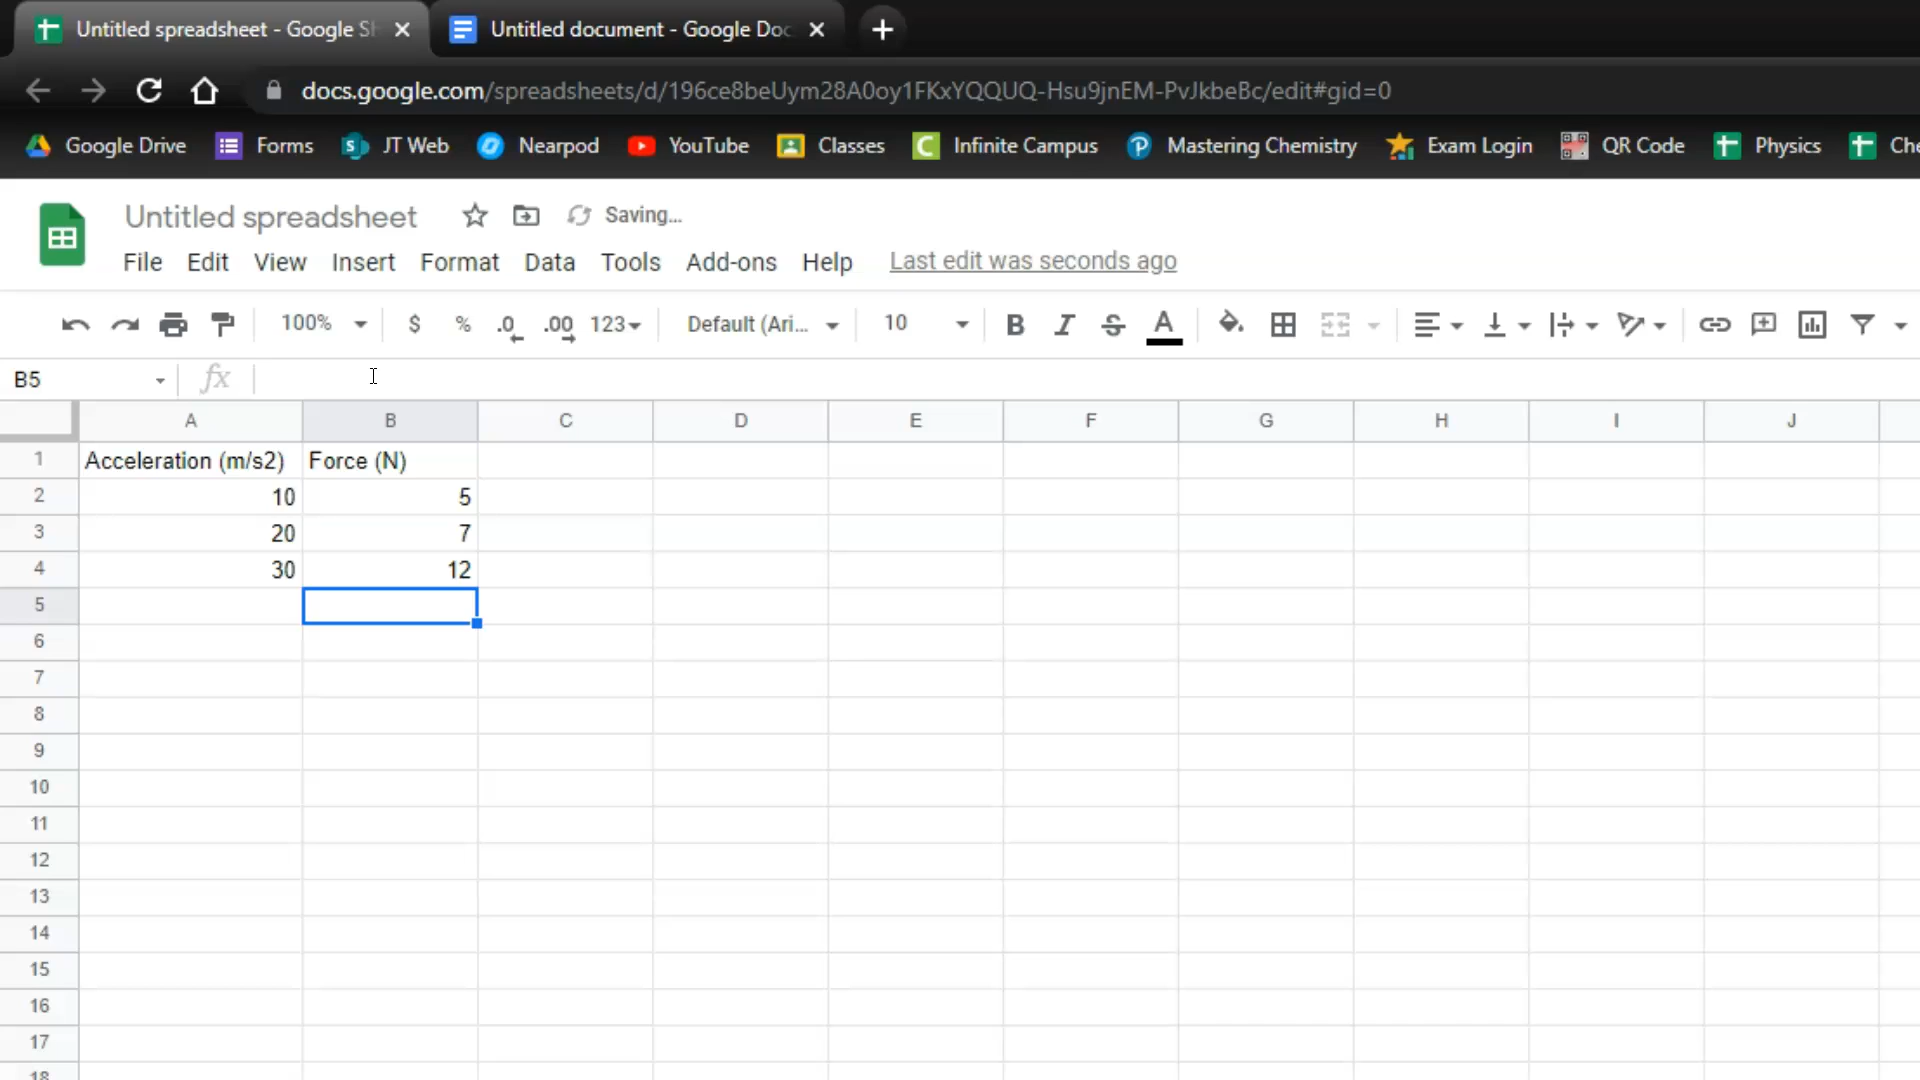 Untitled spreadsheet - Google Sh
Untitled document - Google Doc
docs.google.com/spreadsheets/d/196ce8beUym28A0oy1FKxYQQUQ-Hsu9jnEM-PvJkbeBc/edit#gid=0
Google Drive Forms JT Web Nearpod YouTube Classes Infinite Campus Mastering Chemistry Exam Login QR Code Physics Che
Untitled spreadsheet Saving...
File Edit View Insert Format Data Tools Add-ons Help Last edit was seconds ago
100% $ % .0 .00 123 Default (Ari... 10 B I S A
B5 fx
A B C D E F G H I J
1 Acceleration (m/s2) Force (N)
2 10 5
3 20 7
4 30 12
5
6
7
8
9
10
11
12
13
14
15
16
17
18